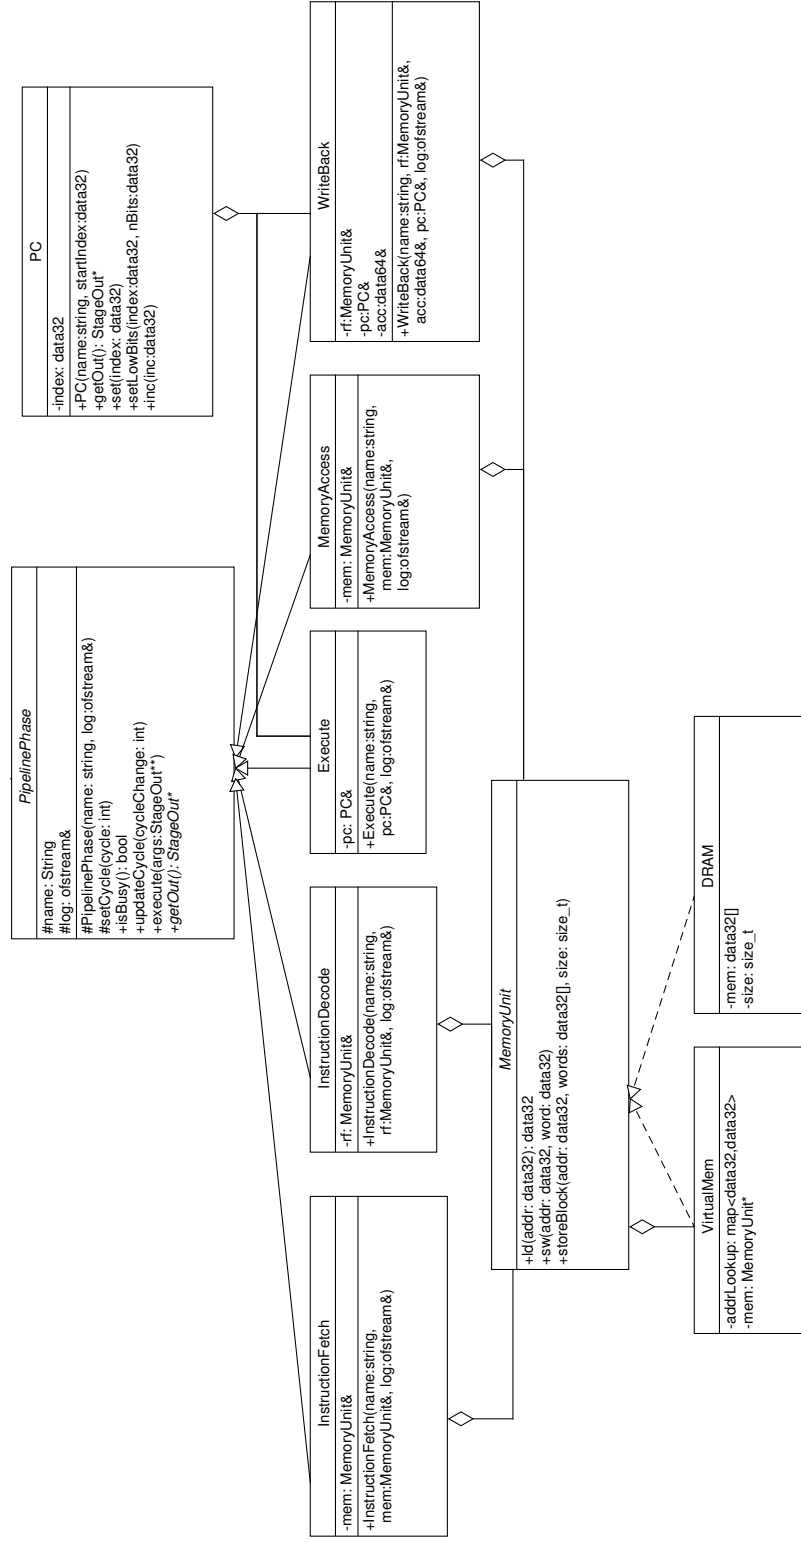 PipelinePhase
#name: String
#log: ofstream&
#PipelinePhase(name: string, log:ofstream&)
#setCycle(cycle: int)
+isBusy(): bool
+updateCycle(cycleChange: int)
+execute(args:StageOut**)
+getOut(): StageOut*
PC
-index: data32
+PC(name:string, startIndex:data32)
+getOut(): StageOut*
+set(index: data32)
+setLowBits(index:data32, nBits:data32)
+inc(inc:data32)
InstructionFetch
-mem: MemoryUnit&
+InstructionFetch(name:string,
mem:MemoryUnit&, log:ofstream&)
InstructionDecode
-rf: MemoryUnit&
+InstructionDecode(name:string,
rf:MemoryUnit&, log:ofstream&)
Execute
-pc: PC&
+Execute(name:string,
pc:PC&, log:ofstream&)
MemoryAccess
-mem: MemoryUnit&
+MemoryAccess(name:string,
mem:MemoryUnit&,
log:ofstream&)
WriteBack
-rf:MemoryUnit&
-pc:PC&
-acc:data64&
+WriteBack(name:string, rf:MemoryUnit&,
acc:data64&, pc:PC&, log:ofstream&)
MemoryUnit
+ld(addr: data32): data32
+sw(addr: data32, word: data32)
+storeBlock(addr: data32, words: data32[], size: size_t)
VirtualMem
-addrLookup: map<data32,data32>
-mem: MemoryUnit*
DRAM
-mem: data32[]
-size: size_t